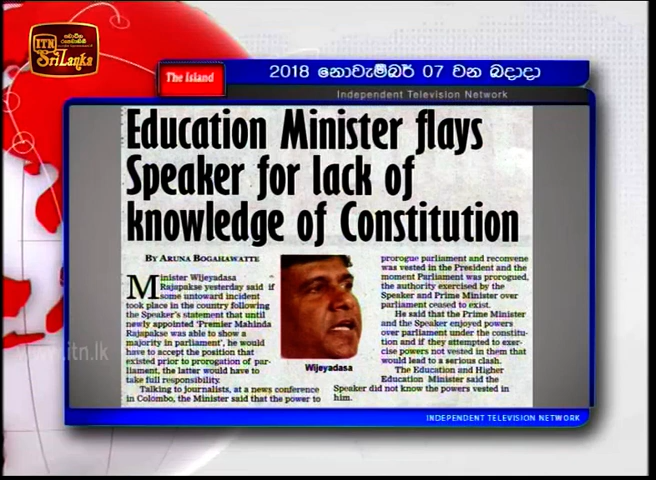 ITN
SriLanka
The Island
2018 නොවැම්බර් 07 වන බදාදා
Independent Television Network
Education Minister flays
Speaker for lack of
knowledge of Constitution
BY ARUNA BOGAHAWATTE
Minister Wijeyadasa
Rajapakse yesterday said if
some untoward incident
took place in the country following
the Speaker's statement that until
newly appointed 'Premier Mahinda
Rajapakse was able to show a
majority in parliament', he would
have to accept the position that
existed prior to prorogation of par-
liament, the latter would have to
take full responsibility.
Talking to journalists, at a news conference
in Colombo, the Minister said that the power to
Wijeyadasa
prorogue parliament and reconvene
was vested in the President and the
moment Parliament was prorogued,
the authority exercised by the
Speaker and Prime Minister over
parliament ceased to exist.
He said that the Prime Minister
and the Speaker enjoyed powers
over parliament under the constitu-
tion and if they attempted to exer-
cise powers not vested in them that
would lead to a serious clash.
The Education and Higher
Education Minister said the
Speaker did not know the powers vested in
him.
www.itn.lk
INDEPENDENT TELEVISION NETWORK